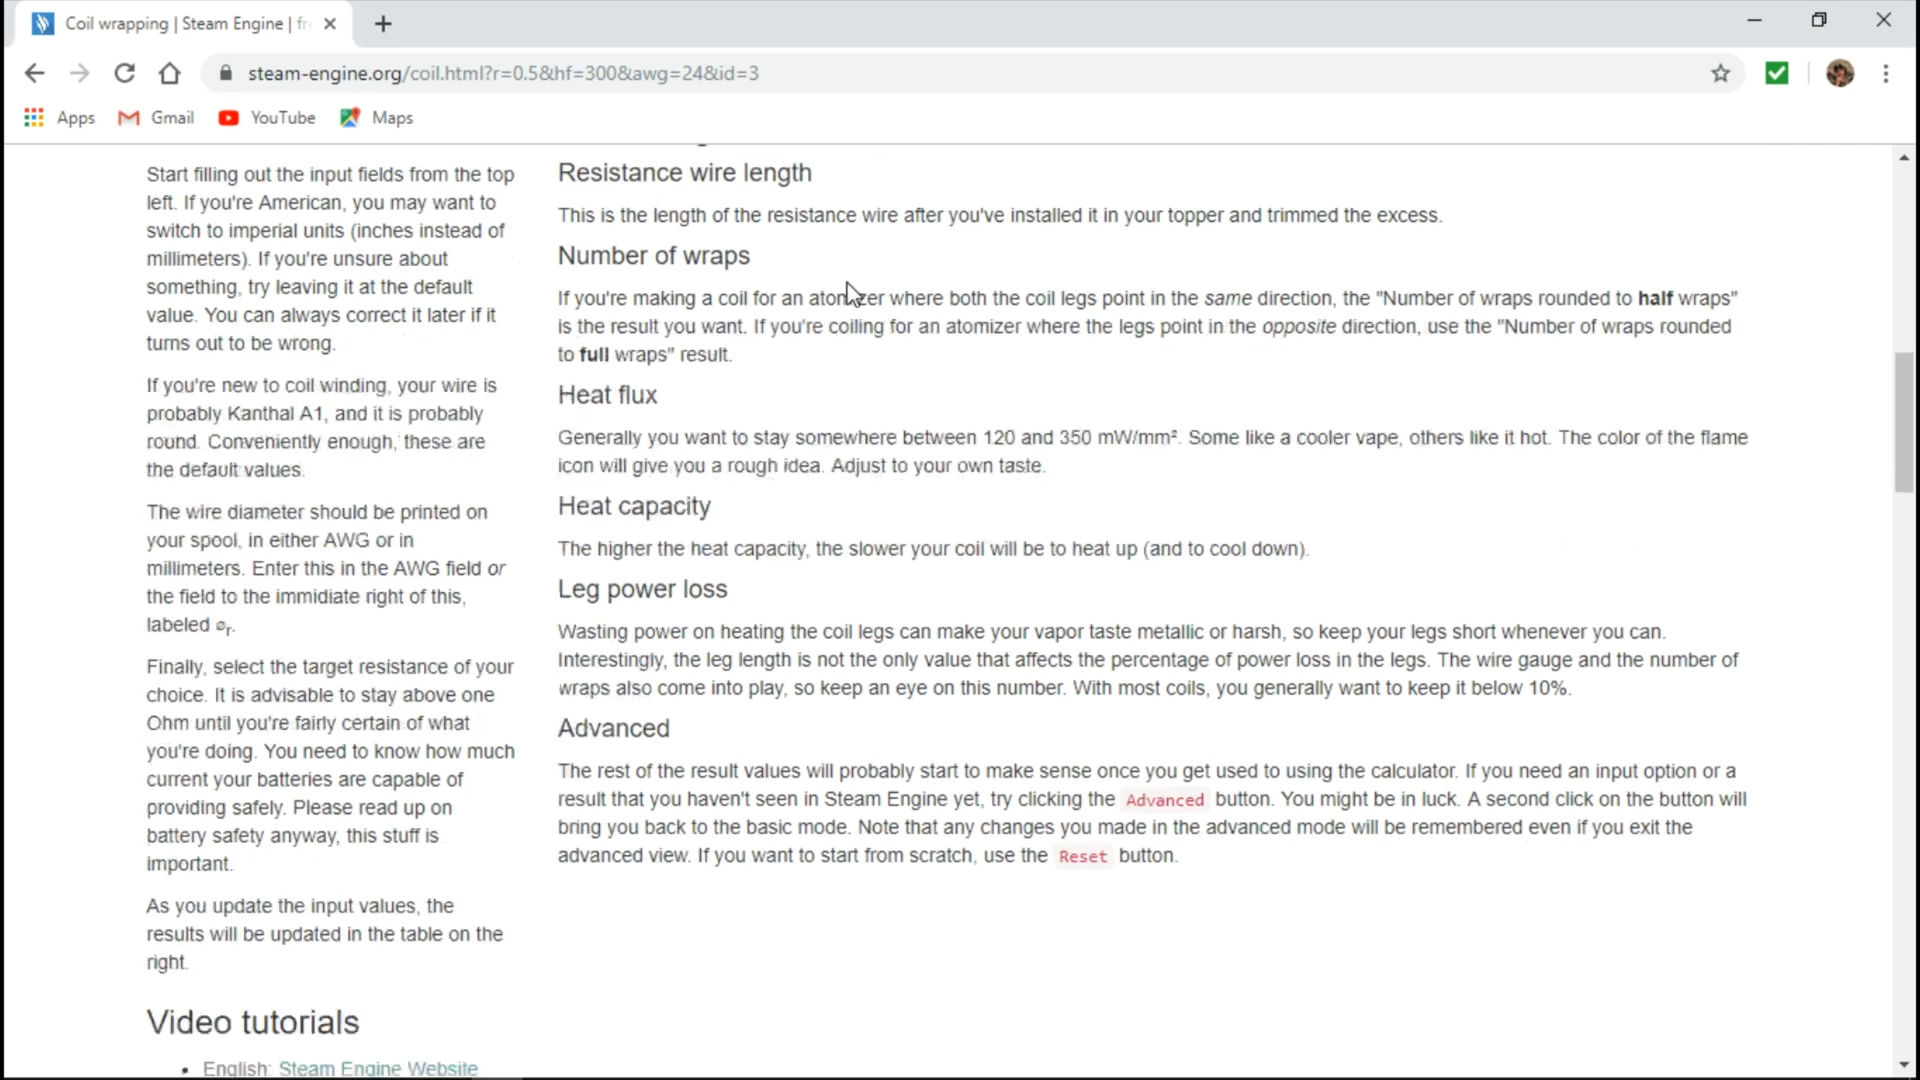 Coil wrapping | Steam Engine | fr
steam-engine.org/coil.html?r=0.5&hf=300&awg=24&id=3
Apps Gmail YouTube Maps
Start filling out the input fields from the top
left. If you're American, you may want to
switch to imperial units (inches instead of
millimeters). If you're unsure about
something, try leaving it at the default
value. You can always correct it later if it
turns out to be wrong.
If you're new to coil winding, your wire is
probably Kanthal A1, and it is probably
round. Conveniently enough, these are
the default values.
The wire diameter should be printed on
your spool, in either AWG or in
millimeters. Enter this in the AWG field or
the field to the immidiate right of this,
labeled ⌀r.
Finally, select the target resistance of your
choice. It is advisable to stay above one
Ohm until you're fairly certain of what
you're doing. You need to know how much
current your batteries are capable of
providing safely. Please read up on
battery safety anyway, this stuff is
important.
As you update the input values, the
results will be updated in the table on the
right.
Video tutorials
• English: Steam Engine Website
Resistance wire length
This is the length of the resistance wire after you've installed it in your topper and trimmed the excess.
Number of wraps
If you're making a coil for an atomizer where both the coil legs point in the same direction, the "Number of wraps rounded to half wraps"
is the result you want. If you're coiling for an atomizer where the legs point in the opposite direction, use the "Number of wraps rounded
to full wraps" result.
Heat flux
Generally you want to stay somewhere between 120 and 350 mW/mm². Some like a cooler vape, others like it hot. The color of the flame
icon will give you a rough idea. Adjust to your own taste.
Heat capacity
The higher the heat capacity, the slower your coil will be to heat up (and to cool down).
Leg power loss
Wasting power on heating the coil legs can make your vapor taste metallic or harsh, so keep your legs short whenever you can.
Interestingly, the leg length is not the only value that affects the percentage of power loss in the legs. The wire gauge and the number of
wraps also come into play, so keep an eye on this number. With most coils, you generally want to keep it below 10%.
Advanced
The rest of the result values will probably start to make sense once you get used to using the calculator. If you need an input option or a
result that you haven't seen in Steam Engine yet, try clicking the Advanced button. You might be in luck. A second click on the button will
bring you back to the basic mode. Note that any changes you made in the advanced mode will be remembered even if you exit the
advanced view. If you want to start from scratch, use the Reset button.